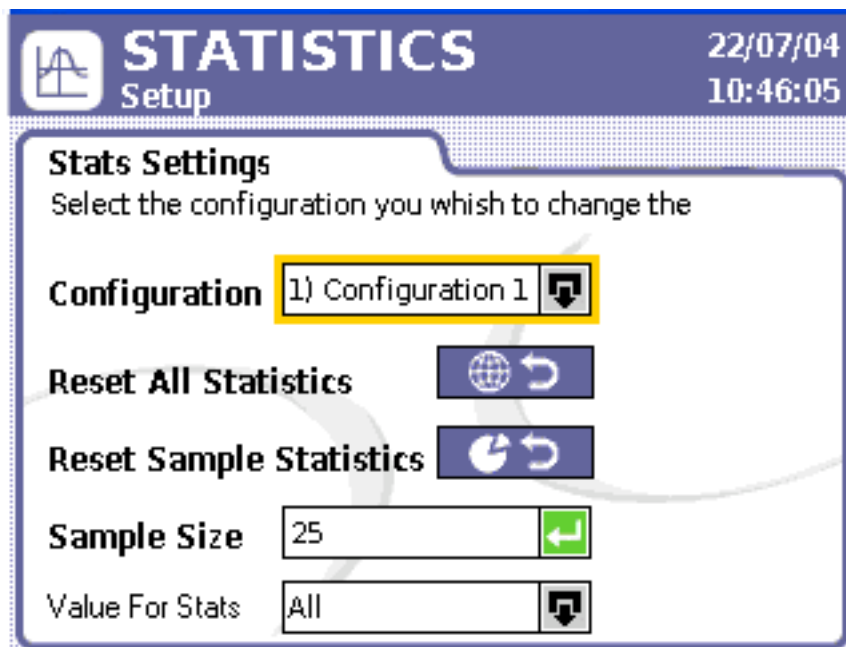 STATISTICS
Setup
22/07/04
10:46:05
Stats Settings
Select the configuration you whish to change the
Configuration
1) Configuration 1
Reset All Statistics
Reset Sample Statistics
Sample Size
25
Value For Stats
All